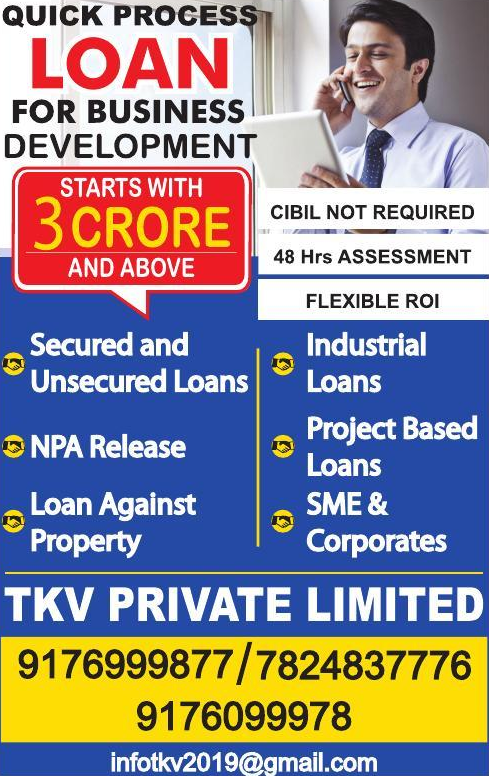 QUICK PROCESS
LOAN
FOR BUSINESS
DEVELOPMENT
STARTS WITH
3 CRORE
AND ABOVE
CIBIL NOT REQUIRED
48 Hrs ASSESSMENT
FLEXIBLE ROI
Secured and
Unsecured Loans
NPA Release
Loan Against
Property
Industrial
Loans
Project Based
Loans
SME &
Corporates
TKV PRIVATE LIMITED
9176999877/7824837776
9176099978
infotkv2019@gmail.com